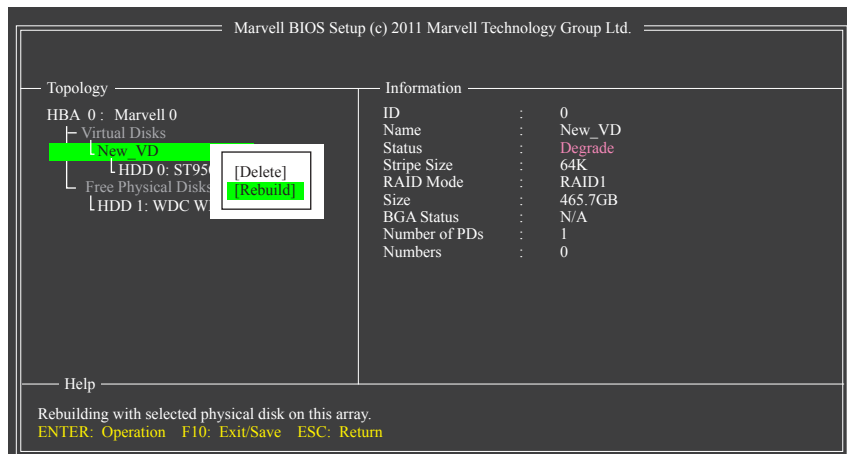 Marvell BIOS Setup (c) 2011 Marvell Technology Group Ltd.
Topology
HBA 0 : Marvell 0
Virtual Disks
New_VD
HDD 0: ST95
Free Physical Disks
HDD 1: WDC W
[Delete]
[Rebuild]
Information
ID : 0
Name : New_VD
Status : Degrade
Stripe Size : 64K
RAID Mode : RAID1
Size : 465.7GB
BGA Status : N/A
Number of PDs : 1
Numbers : 0
Help
Rebuilding with selected physical disk on this array.
ENTER: Operation F10: Exit/Save ESC: Return